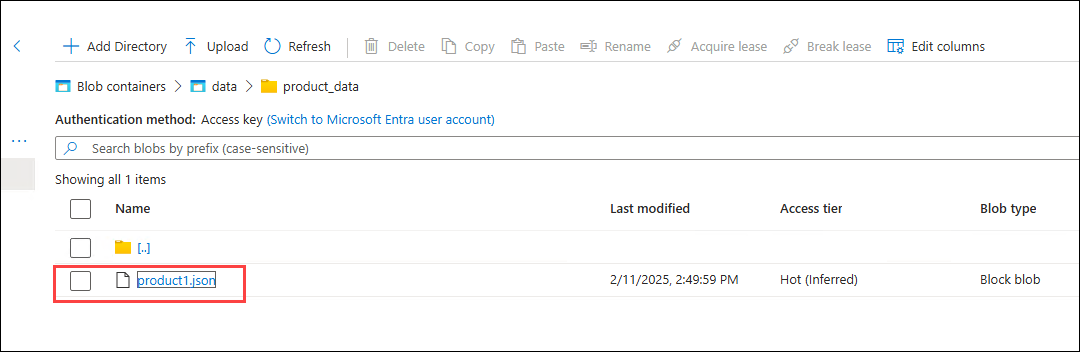 Add Directory Upload Refresh Delete Copy Paste Rename Acquire lease Break lease Edit columns
Blob containers > data > product_data
Authentication method: Access key (Switch to Microsoft Entra user account)
...
Search blobs by prefix (case-sensitive)
Showing all 1 items
Name Last modified Access tier Blob type
[..]
product1.json 2/11/2025, 2:49:59 PM Hot (Inferred) Block blob